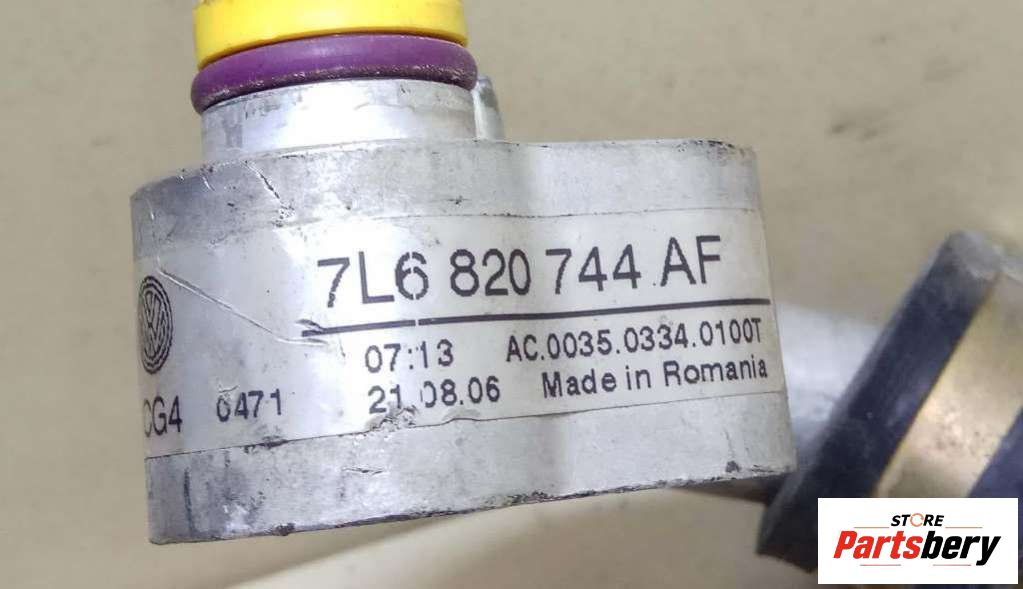 7L6 820 744 AF
07:13 AC.0035.0334.0100T
21.08.06 Made in Romania
CG4 0471
STORE
Partsbery